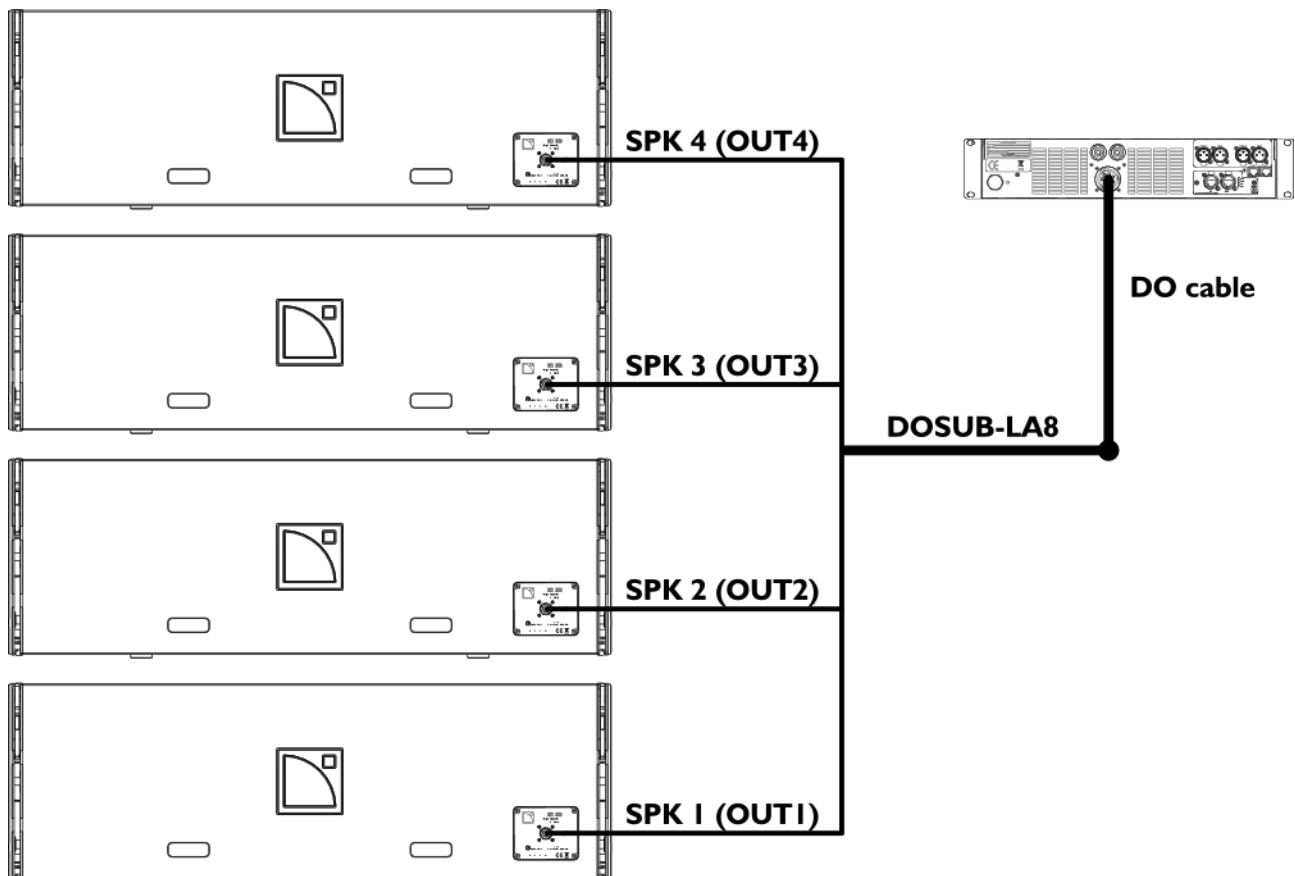 SPK 4 (OUT4)
DO cable
SPK 3 (OUT3)
DOSUB-LA8
SPK 2 (OUT2)
SPK 1 (OUT1)